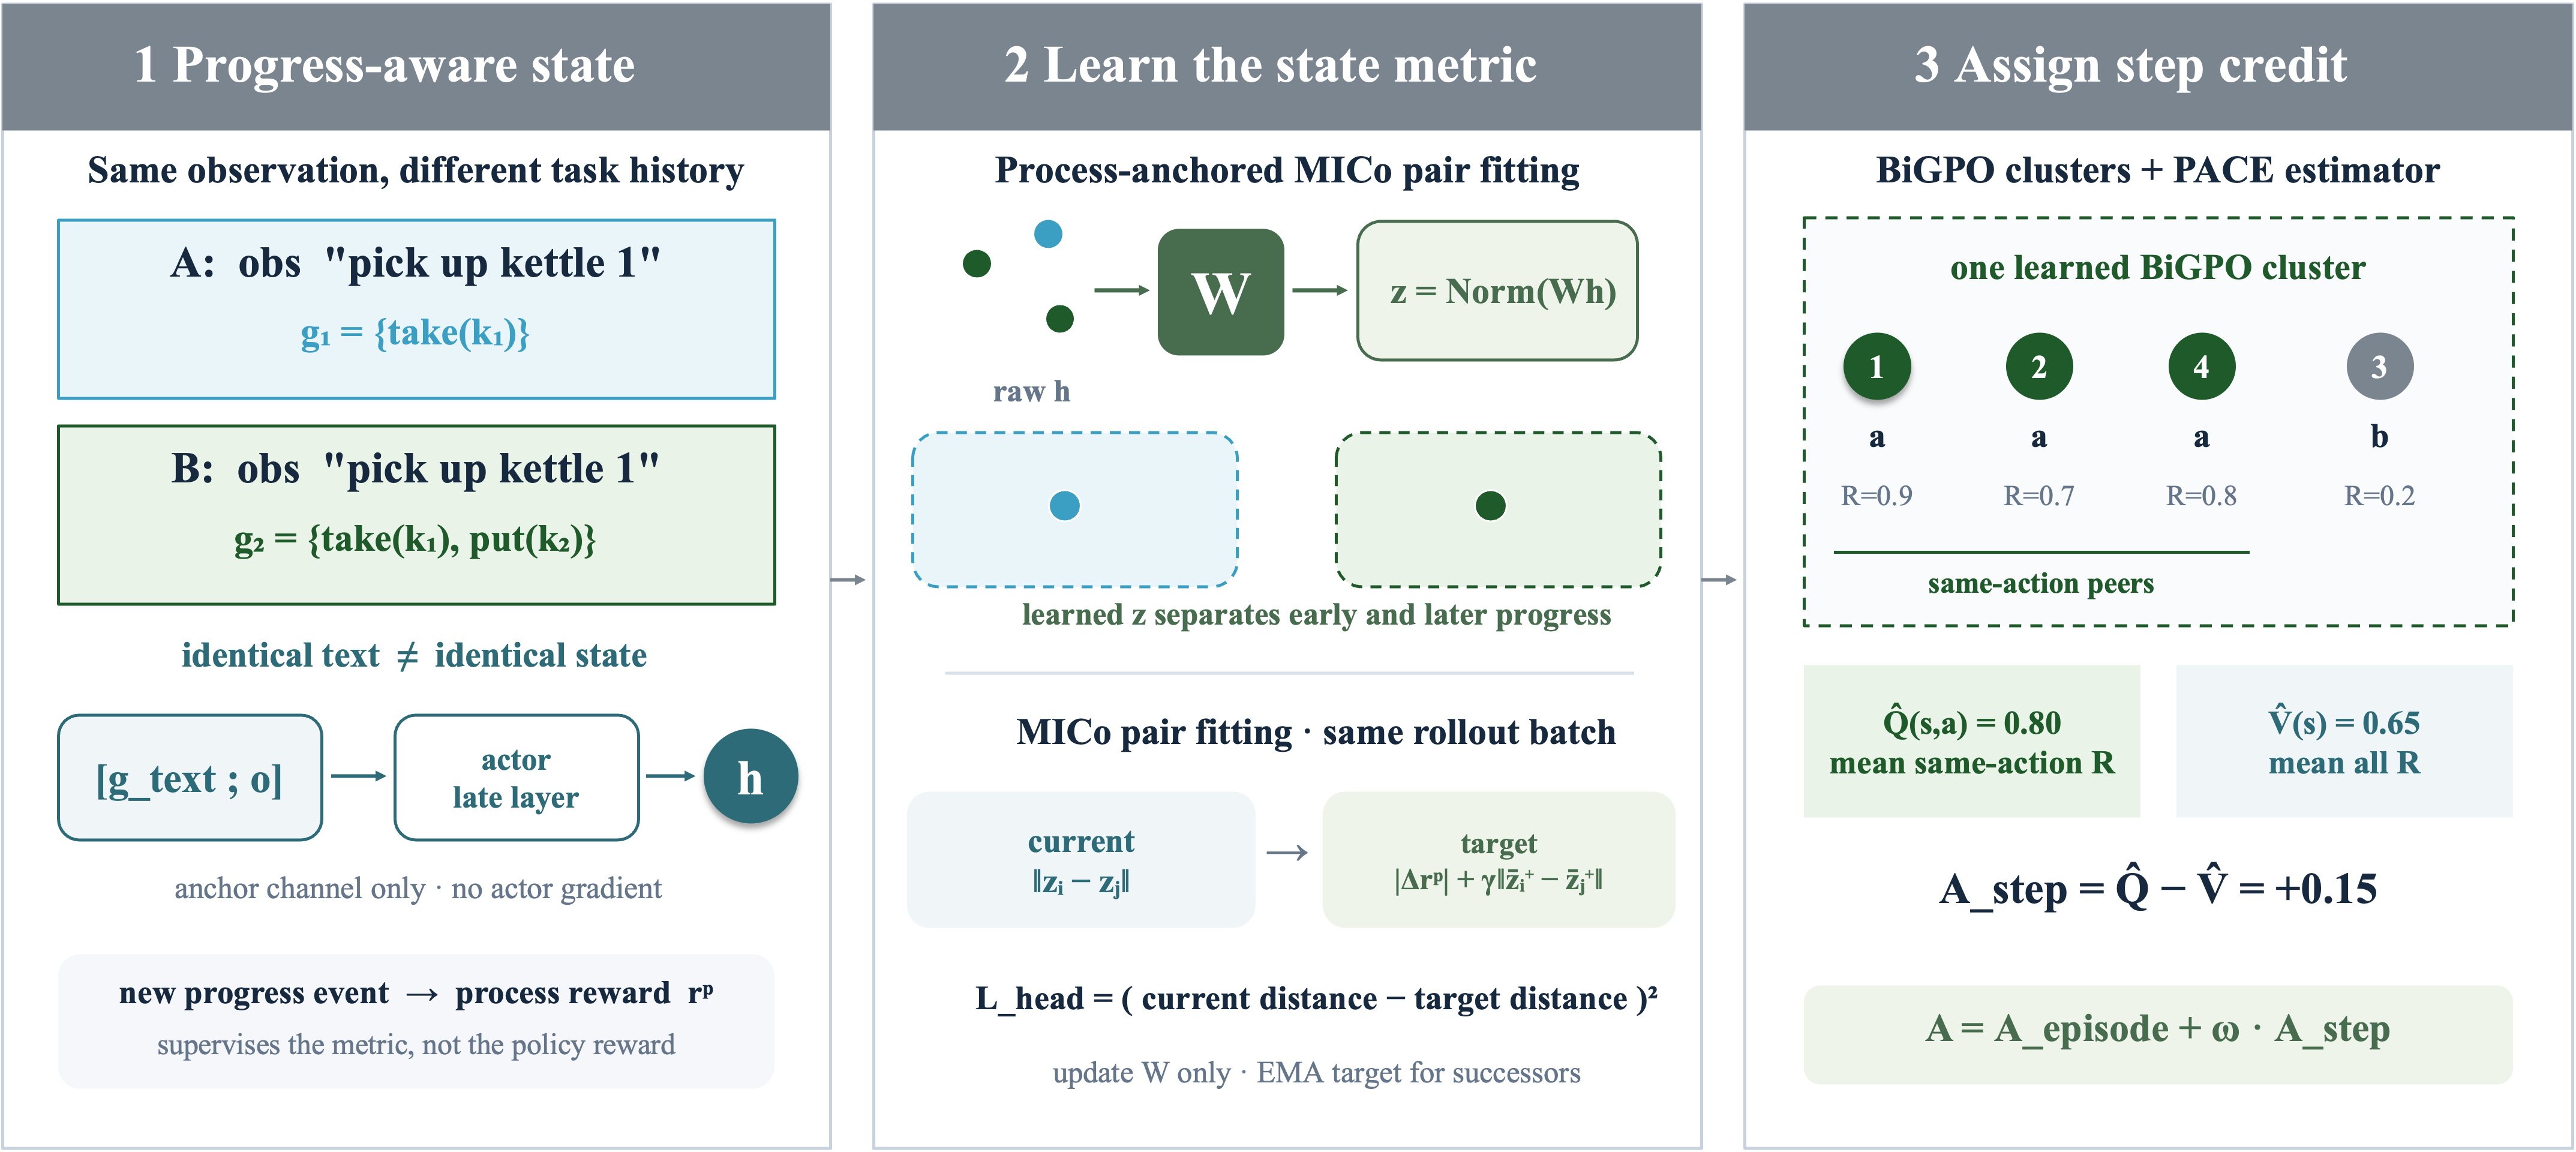 1 Progress-aware state
Same observation, different task history
A: obs "pick up kettle 1"
g₁ = {take(k₁)}
B: obs "pick up kettle 1"
g₂ = {take(k₁), put(k₂)}
identical text ≠ identical state
[g_text ; o]
actor
late layer
h
anchor channel only · no actor gradient
new progress event → process reward rᵖ
supervises the metric, not the policy reward
2 Learn the state metric
Process-anchored MICo pair fitting
W
z = Norm(Wh)
raw h
learned z separates early and later progress
MICo pair fitting · same rollout batch
current
‖zᵢ − zⱼ‖
→
target
|Δrᵖ| + γ‖z̄ᵢ⁺ − z̄ⱼ⁺‖
L_head = ( current distance − target distance )²
update W only · EMA target for successors
3 Assign step credit
BiGPO clusters + PACE estimator
one learned BiGPO cluster
1 2 4 3
a a a b
R=0.9 R=0.7 R=0.8 R=0.2
same-action peers
Q̂(s,a) = 0.80
mean same-action R
V̂(s) = 0.65
mean all R
A_step = Q̂ − V̂ = +0.15
A = A_episode + ω · A_step